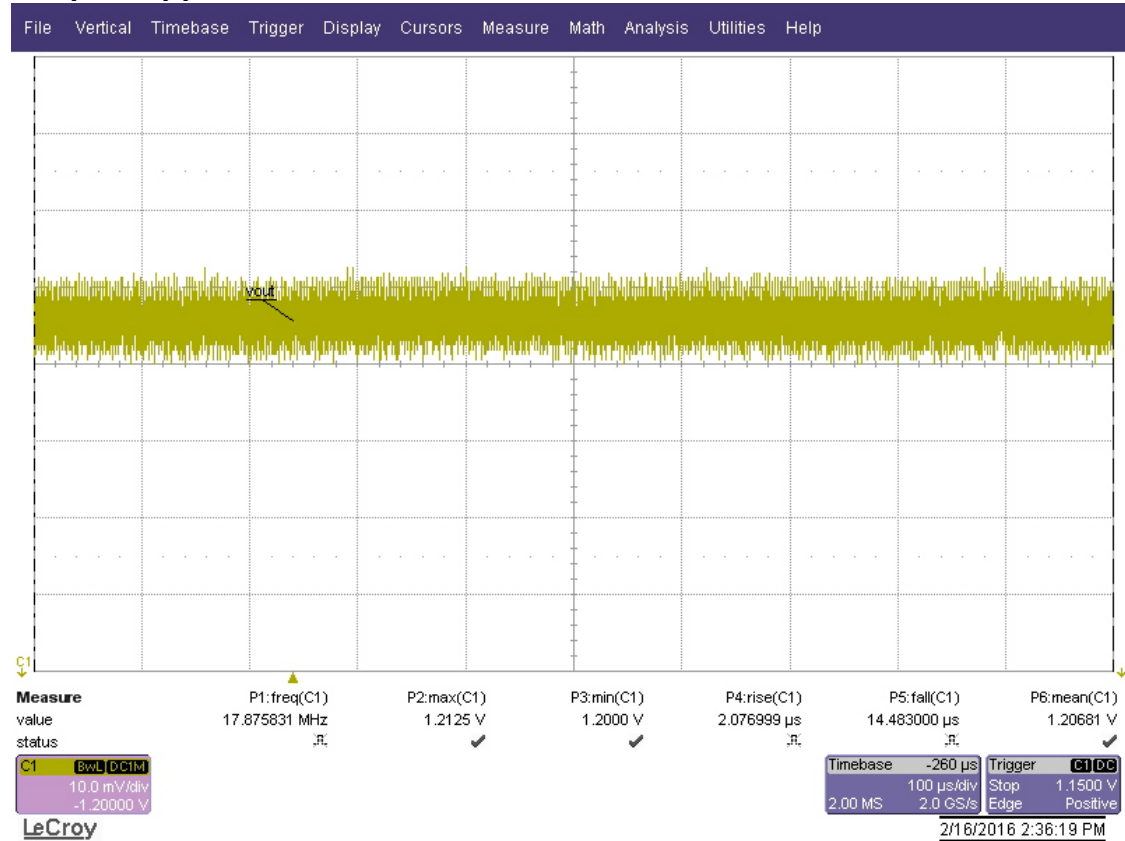 File Vertical Timebase Trigger Display Cursors Measure Math Analysis Utilities Help
vout
C1
Measure P1:freq(C1) P2:max(C1) P3:min(C1) P4:rise(C1) P5:fall(C1) P6:mean(C1)
value 17.875831 MHz 1.2125 V 1.2000 V 2.076999 µs 14.483000 µs 1.20681 V
status
C1 BwL DC1M
10.0 mV/div
-1.20000 V
Timebase -260 µs
100 µs/div
2.00 MS 2.0 GS/s
Trigger C1 DC
Stop 1.1500 V
Edge Positive
LeCroy
2/16/2016 2:36:19 PM